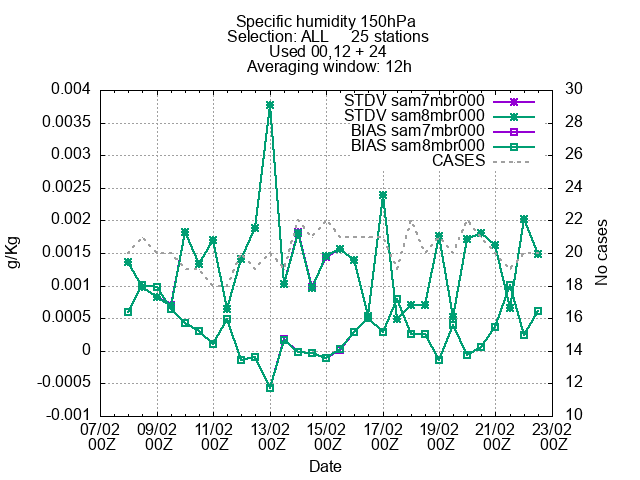 Specific humidity 150hPa
Selection: ALL 25 stations
Used 00,12 + 24
Averaging window: 12h
STDV sam7mbr000
STDV sam8mbr000
BIAS sam7mbr000
BIAS sam8mbr000
CASES
0.004
0.0035
0.003
0.0025
0.002
0.0015
0.001
0.0005
0
-0.0005
-0.001
30
28
26
24
22
20
18
16
14
12
10
g/Kg
No cases
07/02 09/02 11/02 13/02 15/02 17/02 19/02 21/02 23/02
00Z 00Z 00Z 00Z 00Z 00Z 00Z 00Z 00Z
Date